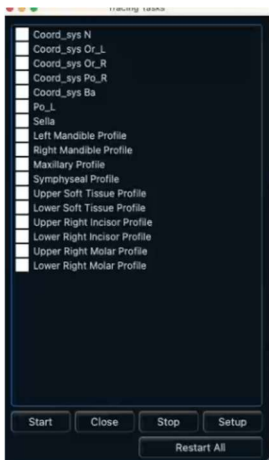 Tracing Tasks
Coord_sys N
Coord_sys Or_L
Coord_sys Or_R
Coord_sys Po_R
Coord_sys Ba
Po_L
Sella
Left Mandible Profile
Right Mandible Profile
Maxillary Profile
Symphyseal Profile
Upper Soft Tissue Profile
Lower Soft Tissue Profile
Upper Right Incisor Profile
Lower Right Incisor Profile
Upper Right Molar Profile
Lower Right Molar Profile
Start Close Stop Setup
Restart All